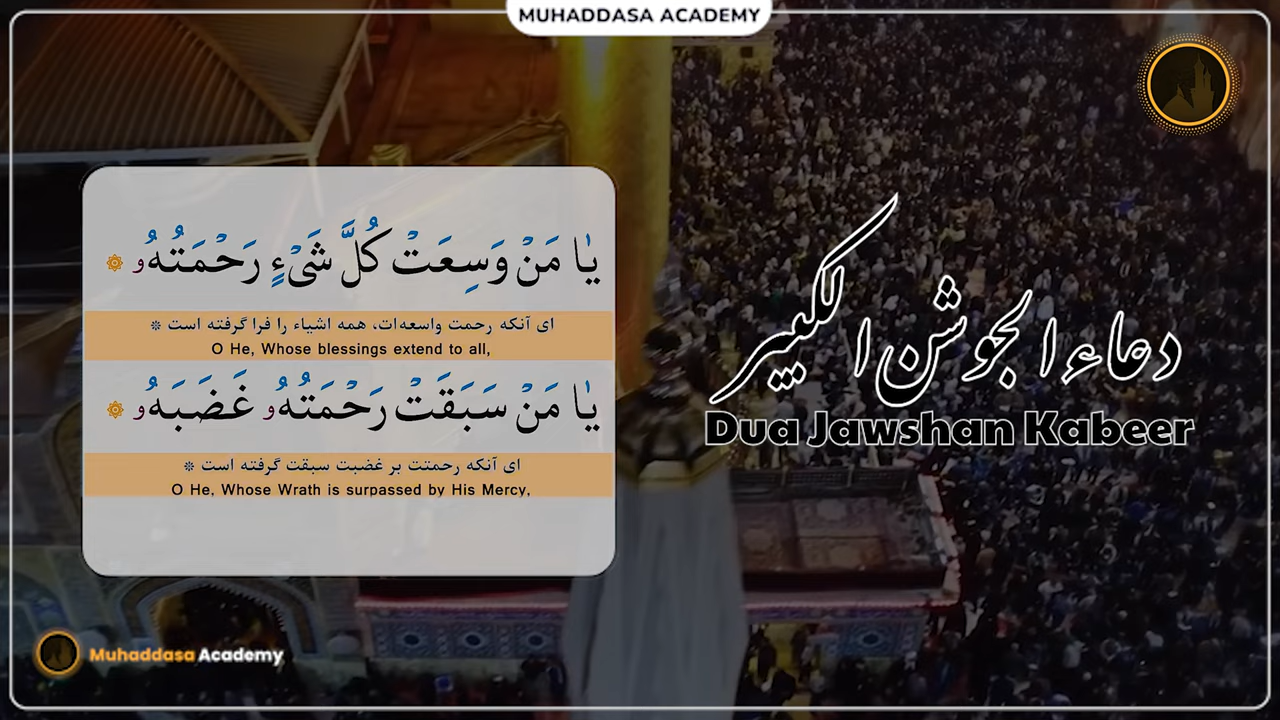 MUHADDASA ACADEMY
یٰا مَنْ وَسِعَتْ كُلَّ شَیْءٍ رَحْمَتُهُو ۞
ای آنکه رحمت واسعه‌ات، همه اشیاء را فرا گرفته است ❊
O He, Whose blessings extend to all,
یٰا مَنْ سَبَقَتْ رَحْمَتُهُو غَضَبَهُو ۞
ای آنکه رحمتت بر غضبت سبقت گرفته است ❊
O He, Whose Wrath is surpassed by His Mercy,
دعاء الجوشن الكبير
Dua Jawshan Kabeer
Muhaddasa Academy